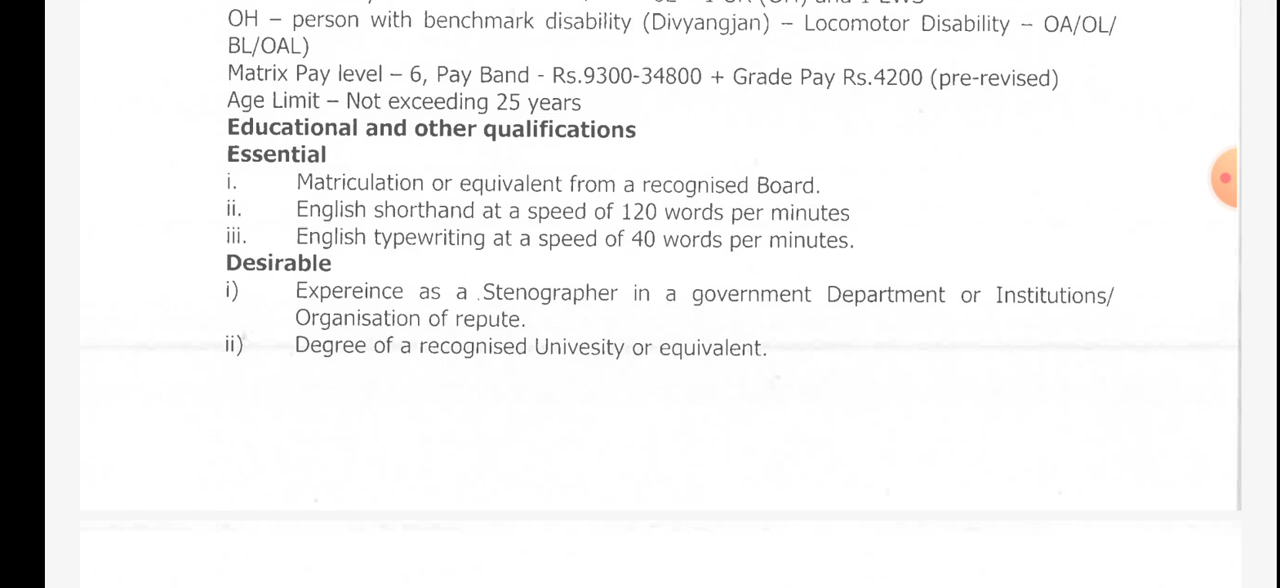 OH – person with benchmark disability (Divyangjan) – Locomotor Disability – OA/OL/
BL/OAL)
Matrix Pay level – 6, Pay Band - Rs.9300-34800 + Grade Pay Rs.4200 (pre-revised)
Age Limit – Not exceeding 25 years
Educational and other qualifications
Essential
i. Matriculation or equivalent from a recognised Board.
ii. English shorthand at a speed of 120 words per minutes
iii. English typewriting at a speed of 40 words per minutes.
Desirable
i) Expereince as a Stenographer in a government Department or Institutions/
Organisation of repute.
ii) Degree of a recognised Univesity or equivalent.